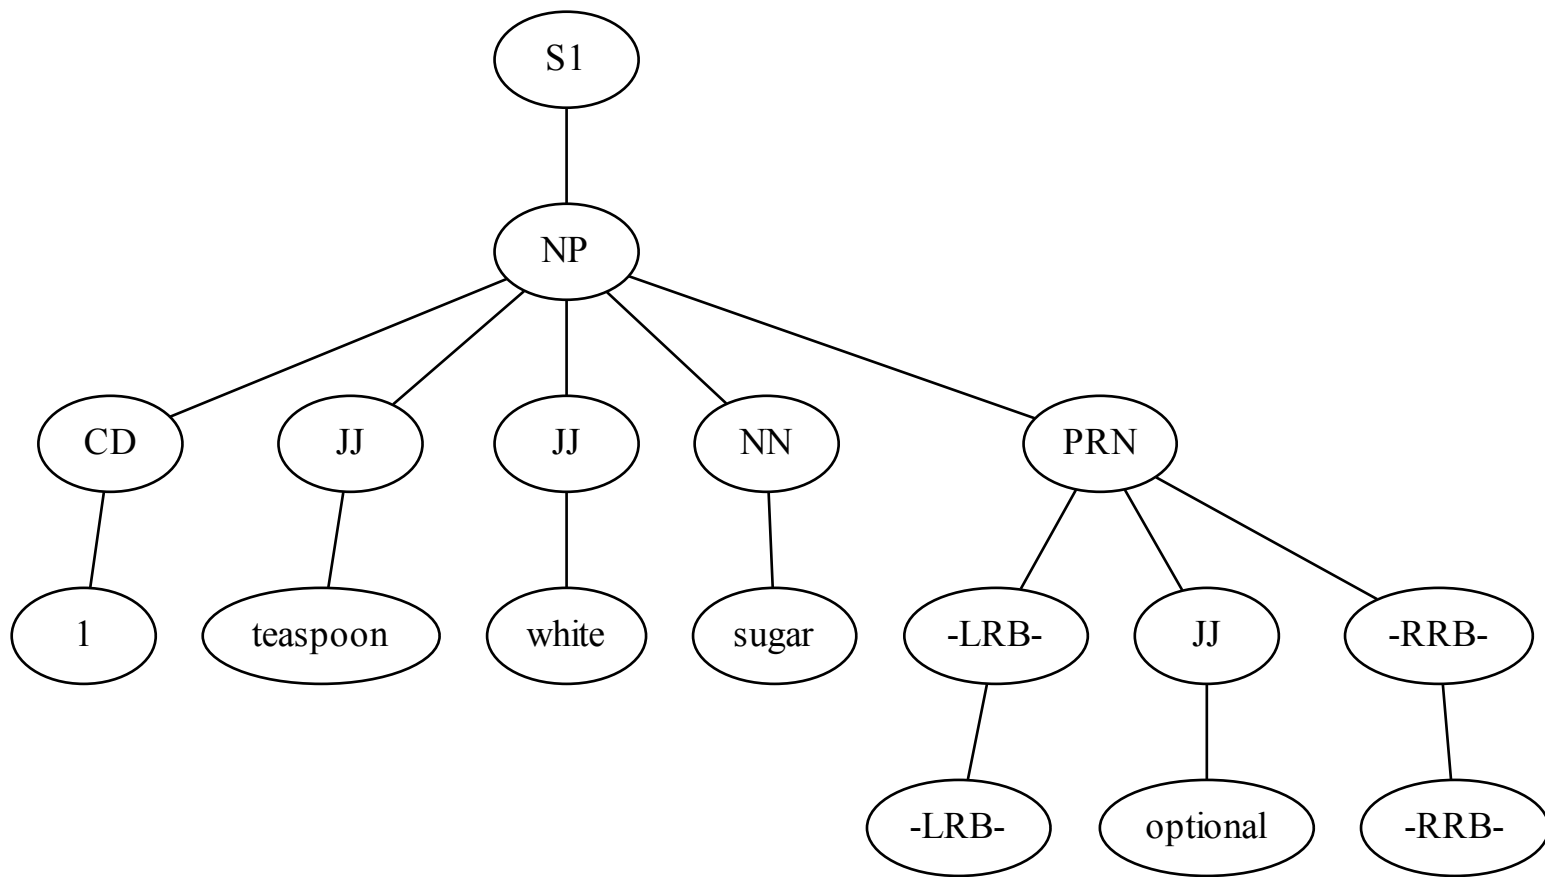 S1
NP
CD JJ JJ NN PRN
1 teaspoon white sugar -LRB- JJ -RRB-
-LRB- optional -RRB-